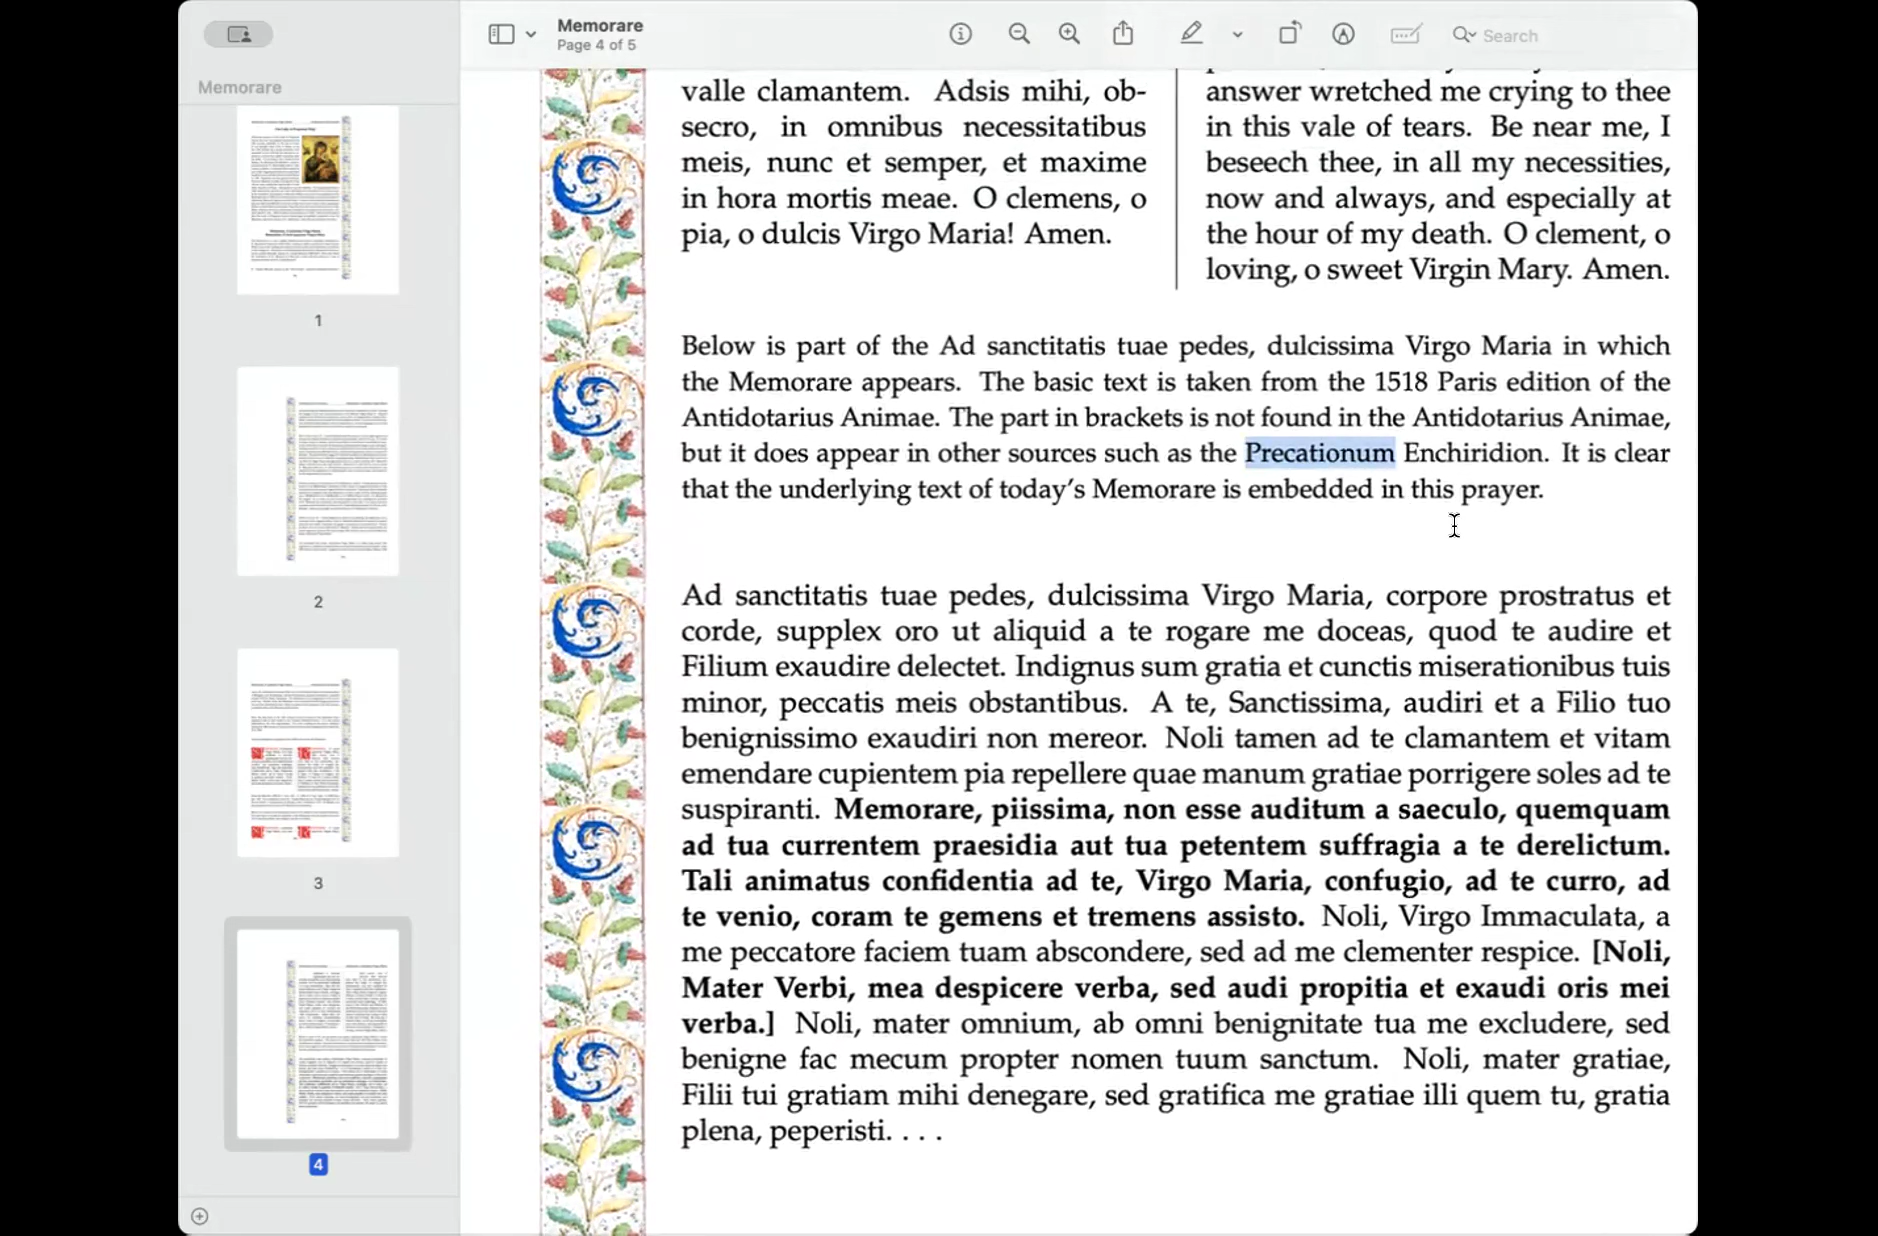 Memorare
Page 4 of 5
Search
Memorare
1
2
3
4
valle clamantem. Adsis mihi, ob-
secro, in omnibus necessitatibus
meis, nunc et semper, et maxime
in hora mortis meae. O clemens, o
pia, o dulcis Virgo Maria! Amen.
answer wretched me crying to thee
in this vale of tears. Be near me, I
beseech thee, in all my necessities,
now and always, and especially at
the hour of my death. O clement, o
loving, o sweet Virgin Mary. Amen.
Below is part of the Ad sanctitatis tuae pedes, dulcissima Virgo Maria in which
the Memorare appears. The basic text is taken from the 1518 Paris edition of the
Antidotarius Animae. The part in brackets is not found in the Antidotarius Animae,
but it does appear in other sources such as the Precationum Enchiridion. It is clear
that the underlying text of today's Memorare is embedded in this prayer.
Ad sanctitatis tuae pedes, dulcissima Virgo Maria, corpore prostratus et
corde, supplex oro ut aliquid a te rogare me doceas, quod te audire et
Filium exaudire delectet. Indignus sum gratia et cunctis miserationibus tuis
minor, peccatis meis obstantibus. A te, Sanctissima, audiri et a Filio tuo
benignissimo exaudiri non mereor. Noli tamen ad te clamantem et vitam
emendare cupientem pia repellere quae manum gratiae porrigere soles ad te
suspiranti. Memorare, piissima, non esse auditum a saeculo, quemquam
ad tua currentem praesidia aut tua petentem suffragia a te derelictum.
Tali animatus confidentia ad te, Virgo Maria, confugio, ad te curro, ad
te venio, coram te gemens et tremens assisto. Noli, Virgo Immaculata, a
me peccatore faciem tuam abscondere, sed ad me clementer respice. [Noli,
Mater Verbi, mea despicere verba, sed audi propitia et exaudi oris mei
verba.] Noli, mater omnium, ab omni benignitate tua me excludere, sed
benigne fac mecum propter nomen tuum sanctum. Noli, mater gratiae,
Filii tui gratiam mihi denegare, sed gratifica me gratiae illi quem tu, gratia
plena, peperisti. . . .